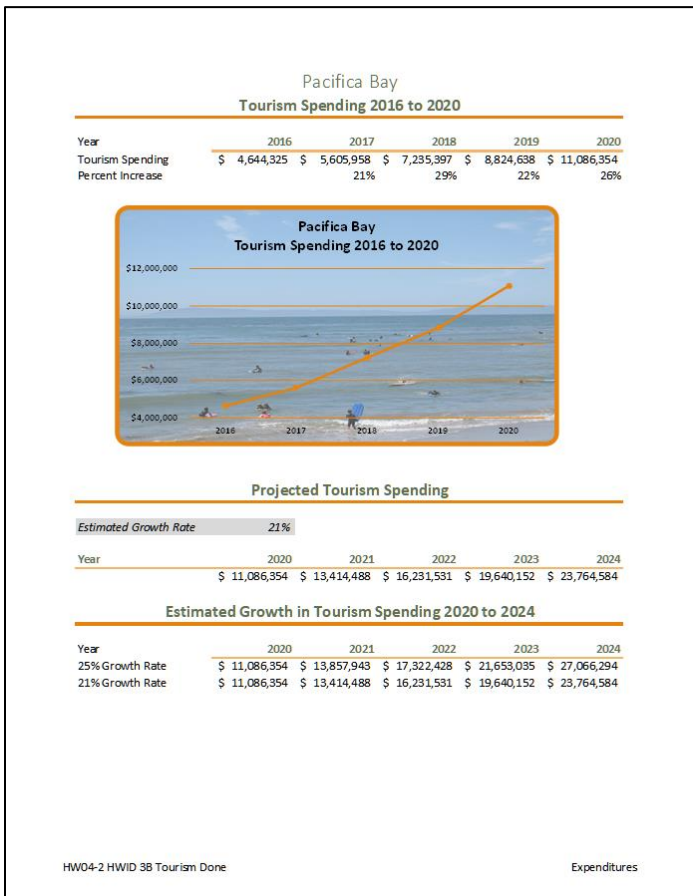 Pacifica Bay
Tourism Spending 2016 to 2020
Year 2016 2017 2018 2019 2020
Tourism Spending $ 4,644,325 $ 5,605,958 $ 7,235,397 $ 8,824,638 $ 11,086,354
Percent Increase 21% 29% 22% 26%
Pacifica Bay
Tourism Spending 2016 to 2020
$12,000,000
$10,000,000
$8,000,000
$6,000,000
$4,000,000
2016 2017 2018 2019 2020
Projected Tourism Spending
Estimated Growth Rate 21%
Year 2020 2021 2022 2023 2024
$ 11,086,354 $ 13,414,488 $ 16,231,531 $ 19,640,152 $ 23,764,584
Estimated Growth in Tourism Spending 2020 to 2024
Year 2020 2021 2022 2023 2024
25% Growth Rate $ 11,086,354 $ 13,857,943 $ 17,322,428 $ 21,653,035 $ 27,066,294
21% Growth Rate $ 11,086,354 $ 13,414,488 $ 16,231,531 $ 19,640,152 $ 23,764,584
HW04-2 HWID 3B Tourism Done Expenditures